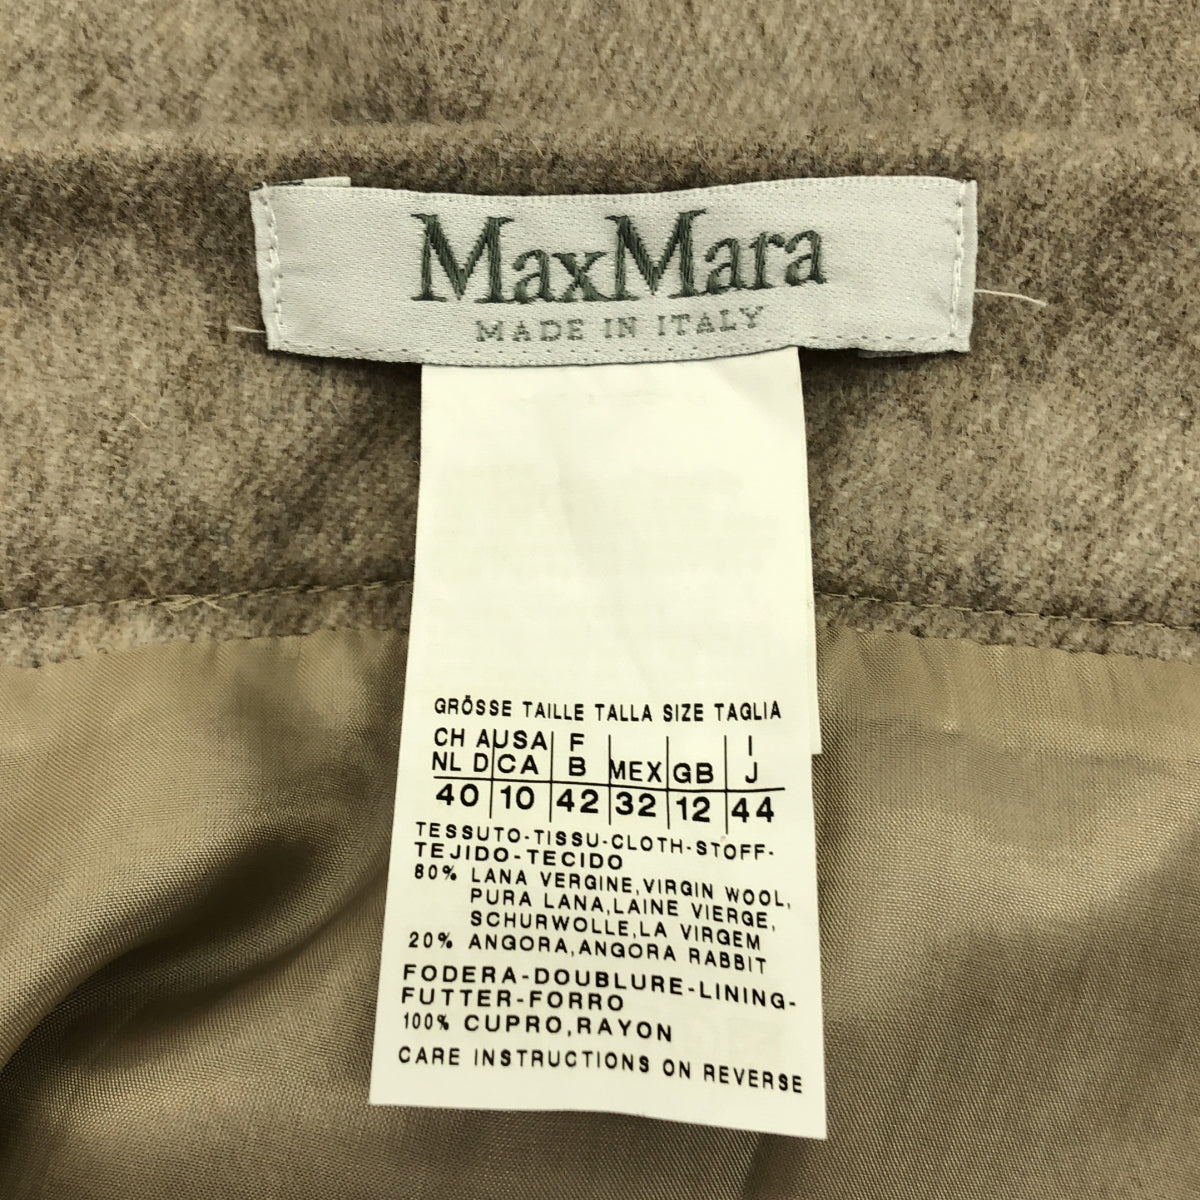 MaxMara
MADE IN ITALY
GRÖSSE TAILLE TALLA SIZE TAGLIA
CH A USA F I
NL D CA B MEX GB J
40 10 42 32 12 44
TESSUTO-TISSU-CLOTH-STOFF-
TEJIDO-TECIDO
80% LANA VERGINE,VIRGIN WOOL,
PURA LANA,LAINE VIERGE,
SCHURWOLLE,LA VIRGEM
20% ANGORA,ANGORA RABBIT
FODERA-DOUBLURE-LINING-
FUTTER-FORRO
100% CUPRO,RAYON
CARE INSTRUCTIONS ON REVERSE